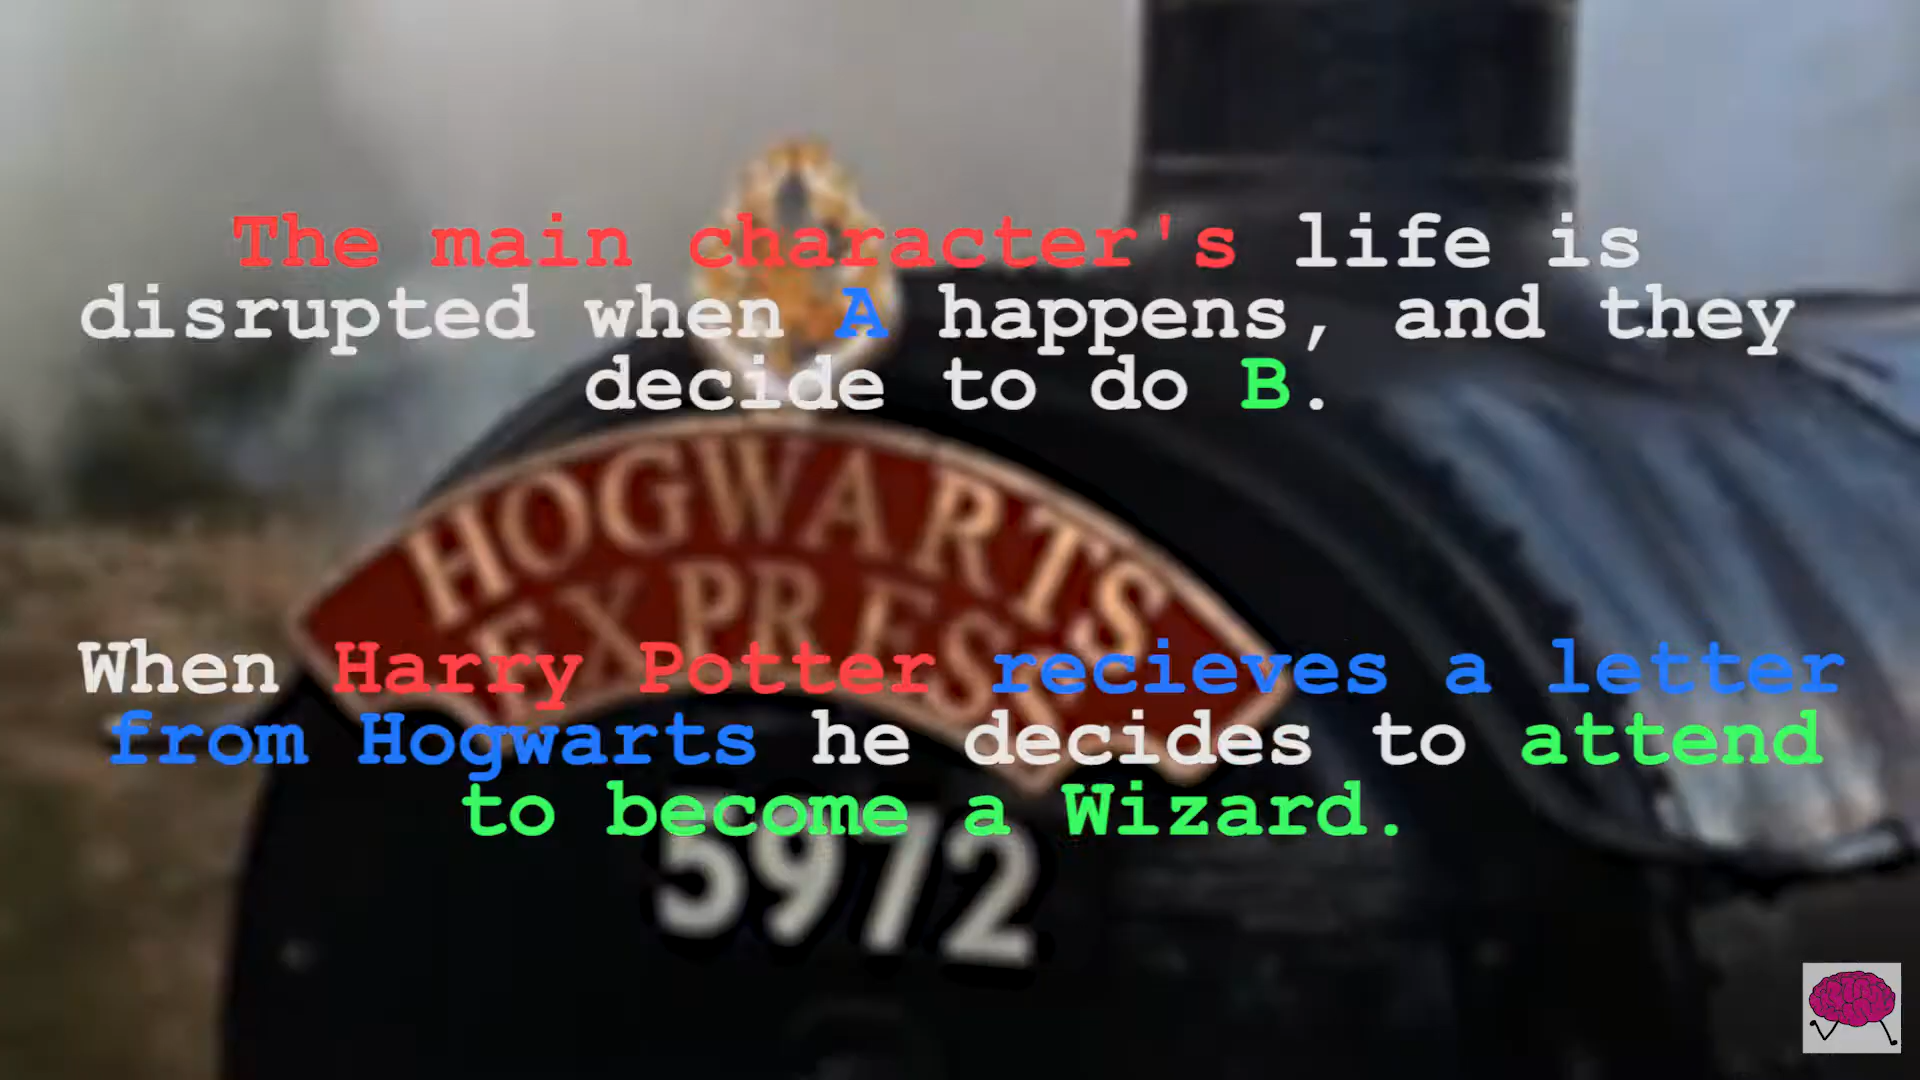 The main character's life is
disrupted when A happens, and they
decide to do B.
HOGWARTS
EXPRESS
When Harry Potter recieves a letter
from Hogwarts he decides to attend
to become a Wizard.
5972